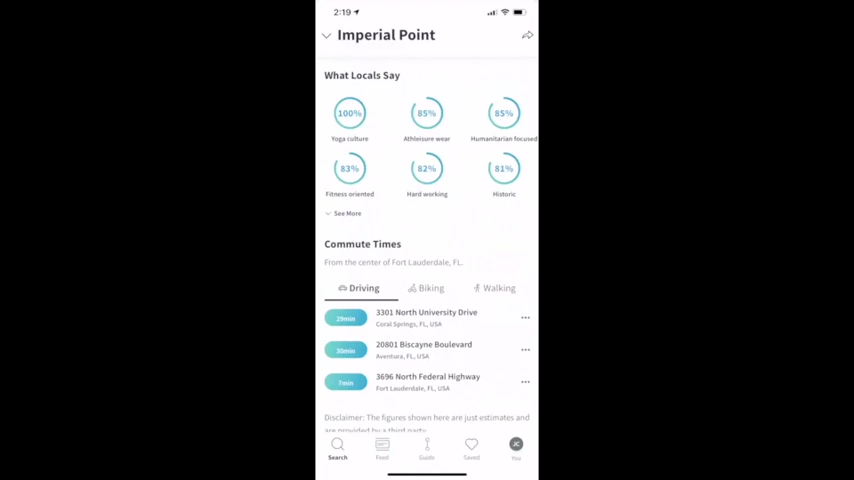 2:19
Imperial Point
What Locals Say
100% 85% 85%
Yoga culture Athleisure wear Humanitarian focused
83% 82% 81%
Fitness oriented Hard working Historic
See More
Commute Times
From the center of Fort Lauderdale, FL.
Driving Biking Walking
29min 3301 North University Drive
Coral Springs, FL, USA
30min 20801 Biscayne Boulevard
Aventura, FL, USA
7min 3696 North Federal Highway
Fort Lauderdale, FL, USA
Disclaimer: The figures shown here are just estimates and
are provided by a third party.
Search Feed Guide Saved JC You